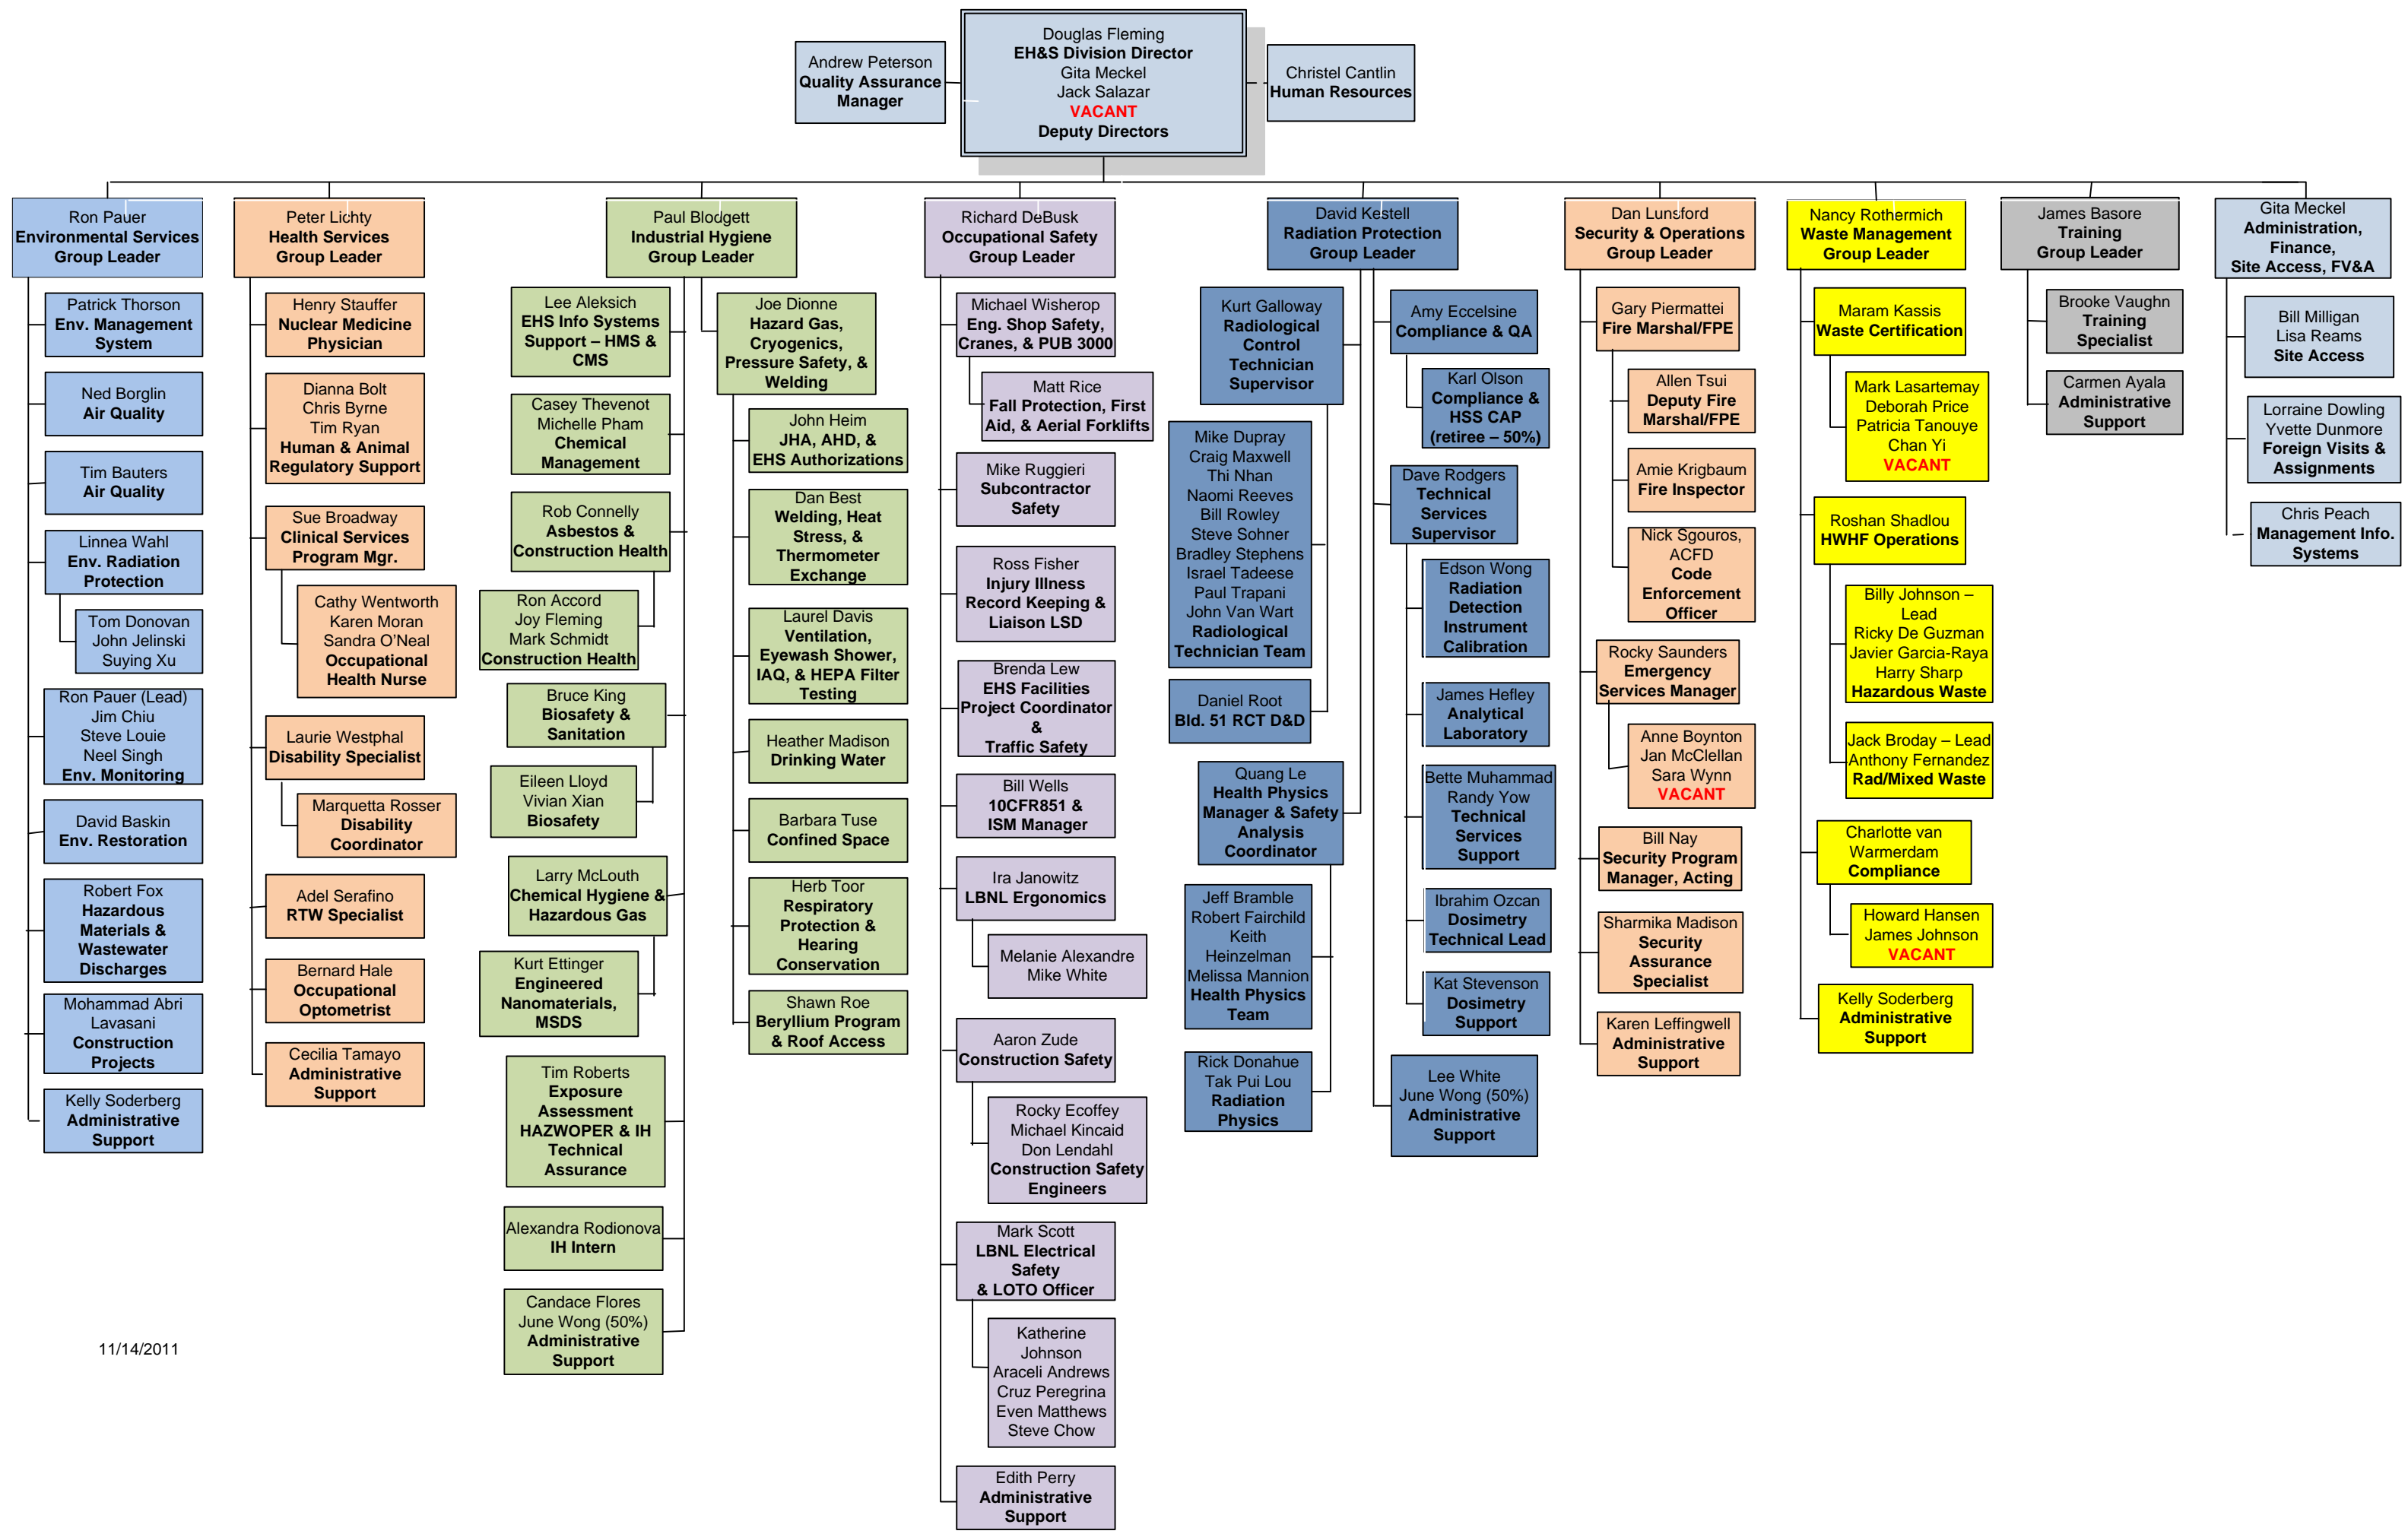 Andrew Peterson
Quality Assurance
Manager
Douglas Fleming
EH&S Division Director
Gita Meckel
Jack Salazar
VACANT
Deputy Directors
Christel Cantlin
Human Resources
Ron Pauer
Environmental Services
Group Leader
Patrick Thorson
Env. Management
System
Ned Borglin
Air Quality
Tim Bauters
Air Quality
Linnea Wahl
Env. Radiation
Protection
Tom Donovan
John Jelinski
Suying Xu
Ron Pauer (Lead)
Jim Chiu
Steve Louie
Neel Singh
Env. Monitoring
David Baskin
Env. Restoration
Robert Fox
Hazardous
Materials &
Wastewater
Discharges
Mohammad Abri
Lavasani
Construction
Projects
Kelly Soderberg
Administrative
Support
Peter Lichty
Health Services
Group Leader
Henry Stauffer
Nuclear Medicine
Physician
Dianna Bolt
Chris Byrne
Tim Ryan
Human & Animal
Regulatory Support
Sue Broadway
Clinical Services
Program Mgr.
Cathy Wentworth
Karen Moran
Sandra O’Neal
Occupational
Health Nurse
Laurie Westphal
Disability Specialist
Marquetta Rosser
Disability
Coordinator
Adel Serafino
RTW Specialist
Bernard Hale
Occupational
Optometrist
Cecilia Tamayo
Administrative
Support
Paul Blodgett
Industrial Hygiene
Group Leader
Lee Aleksich
EHS Info Systems
Support – HMS &
CMS
Casey Thevenot
Michelle Pham
Chemical
Management
Rob Connelly
Asbestos &
Construction Health
Ron Accord
Joy Fleming
Mark Schmidt
Construction Health
Bruce King
Biosafety &
Sanitation
Eileen Lloyd
Vivian Xian
Biosafety
Larry McLouth
Chemical Hygiene &
Hazardous Gas
Kurt Ettinger
Engineered
Nanomaterials,
MSDS
Tim Roberts
Exposure
Assessment
HAZWOPER & IH
Technical
Assurance
Alexandra Rodionova
IH Intern
Candace Flores
June Wong (50%)
Administrative
Support
Joe Dionne
Hazard Gas,
Cryogenics,
Pressure Safety, &
Welding
John Heim
JHA, AHD, &
EHS Authorizations
Dan Best
Welding, Heat
Stress, &
Thermometer
Exchange
Laurel Davis
Ventilation,
Eyewash Shower,
IAQ, & HEPA Filter
Testing
Heather Madison
Drinking Water
Barbara Tuse
Confined Space
Herb Toor
Respiratory
Protection &
Hearing
Conservation
Shawn Roe
Beryllium Program
& Roof Access
Richard DeBusk
Occupational Safety
Group Leader
Michael Wisherop
Eng. Shop Safety,
Cranes, & PUB 3000
Matt Rice
Fall Protection, First
Aid, & Aerial Forklifts
Mike Ruggieri
Subcontractor
Safety
Ross Fisher
Injury Illness
Record Keeping &
Liaison LSD
Brenda Lew
EHS Facilities
Project Coordinator
&
Traffic Safety
Bill Wells
10CFR851 &
ISM Manager
Ira Janowitz
LBNL Ergonomics
Melanie Alexandre
Mike White
Aaron Zude
Construction Safety
Rocky Ecoffey
Michael Kincaid
Don Lendahl
Construction Safety
Engineers
Mark Scott
LBNL Electrical
Safety
& LOTO Officer
Katherine
Johnson
Araceli Andrews
Cruz Peregrina
Even Matthews
Steve Chow
Edith Perry
Administrative
Support
David Kestell
Radiation Protection
Group Leader
Kurt Galloway
Radiological
Control
Technician
Supervisor
Mike Dupray
Craig Maxwell
Thi Nhan
Naomi Reeves
Bill Rowley
Steve Sohner
Bradley Stephens
Israel Tadeese
Paul Trapani
John Van Wart
Radiological
Technician Team
Daniel Root
Bld. 51 RCT D&D
Quang Le
Health Physics
Manager & Safety
Analysis
Coordinator
Jeff Bramble
Robert Fairchild
Keith
Heinzelman
Melissa Mannion
Health Physics
Team
Rick Donahue
Tak Pui Lou
Radiation
Physics
Amy Eccelsine
Compliance & QA
Karl Olson
Compliance &
HSS CAP
(retiree – 50%)
Dave Rodgers
Technical
Services
Supervisor
Edson Wong
Radiation
Detection
Instrument
Calibration
James Hefley
Analytical
Laboratory
Bette Muhammad
Randy Yow
Technical
Services
Support
Ibrahim Ozcan
Dosimetry
Technical Lead
Kat Stevenson
Dosimetry
Support
Lee White
June Wong (50%)
Administrative
Support
Dan Lunsford
Security & Operations
Group Leader
Gary Piermattei
Fire Marshal/FPE
Allen Tsui
Deputy Fire
Marshal/FPE
Amie Krigbaum
Fire Inspector
Nick Sgouros,
ACFD
Code
Enforcement
Officer
Rocky Saunders
Emergency
Services Manager
Anne Boynton
Jan McClellan
Sara Wynn
VACANT
Bill Nay
Security Program
Manager, Acting
Sharmika Madison
Security
Assurance
Specialist
Karen Leffingwell
Administrative
Support
Nancy Rothermich
Waste Management
Group Leader
Maram Kassis
Waste Certification
Mark Lasartemay
Deborah Price
Patricia Tanouye
Chan Yi
VACANT
Roshan Shadlou
HWHF Operations
Billy Johnson –
Lead
Ricky De Guzman
Javier Garcia-Raya
Harry Sharp
Hazardous Waste
Jack Broday – Lead
Anthony Fernandez
Rad/Mixed Waste
Charlotte van
Warmerdam
Compliance
Howard Hansen
James Johnson
VACANT
Kelly Soderberg
Administrative
Support
James Basore
Training
Group Leader
Brooke Vaughn
Training
Specialist
Carmen Ayala
Administrative
Support
Gita Meckel
Administration,
Finance,
Site Access, FV&A
Bill Milligan
Lisa Reams
Site Access
Lorraine Dowling
Yvette Dunmore
Foreign Visits &
Assignments
Chris Peach
Management Info.
Systems
11/14/2011